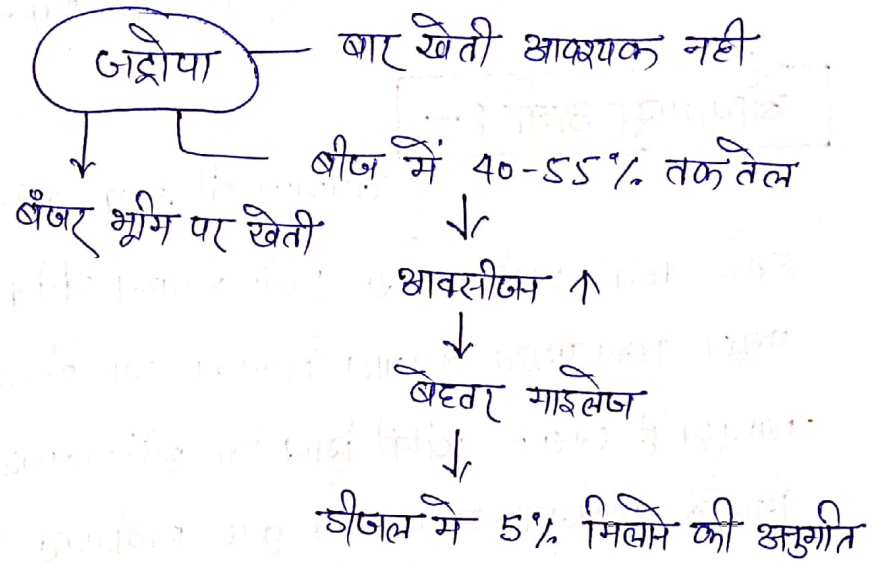 जट्रोपा
बार खेती आवश्यक नही
बीज में 40-55% तक तेल
बँजर भूमि पर खेती
आक्सीजन ↑
बेहतर माइलेज
डीजल मे 5% मिलाने की अनुमति